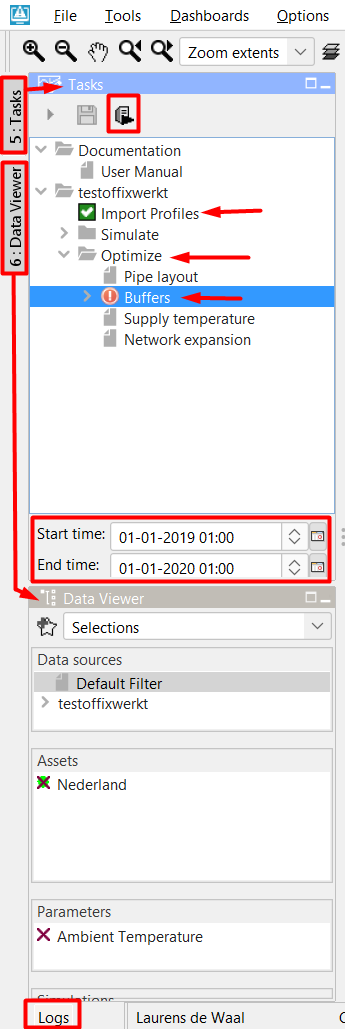 File Tools Dashboards Options
Zoom extents
5 : Tasks
Tasks
6 : Data Viewer
Documentation
User Manual
testoffixwerkt
Import Profiles
Simulate
Optimize
Pipe layout
Buffers
Supply temperature
Network expansion
Start time: 01-01-2019 01:00
End time: 01-01-2020 01:00
Data Viewer
Selections
Data sources
Default Filter
testoffixwerkt
Assets
Nederland
Parameters
Ambient Temperature
Simulations
Logs Laurens de Waal